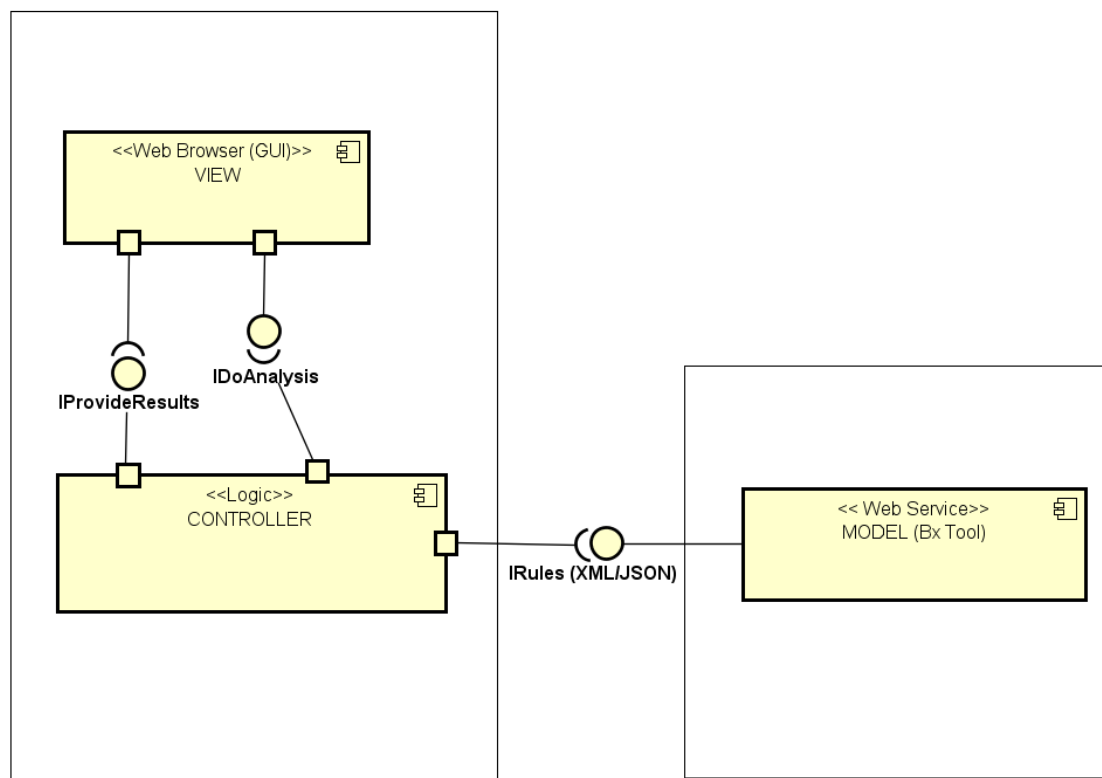 <<Web Browser (GUI)>>
VIEW
IProvideResults
IDoAnalysis
<<Logic>>
CONTROLLER
IRules (XML/JSON)
<< Web Service>>
MODEL (Bx Tool)